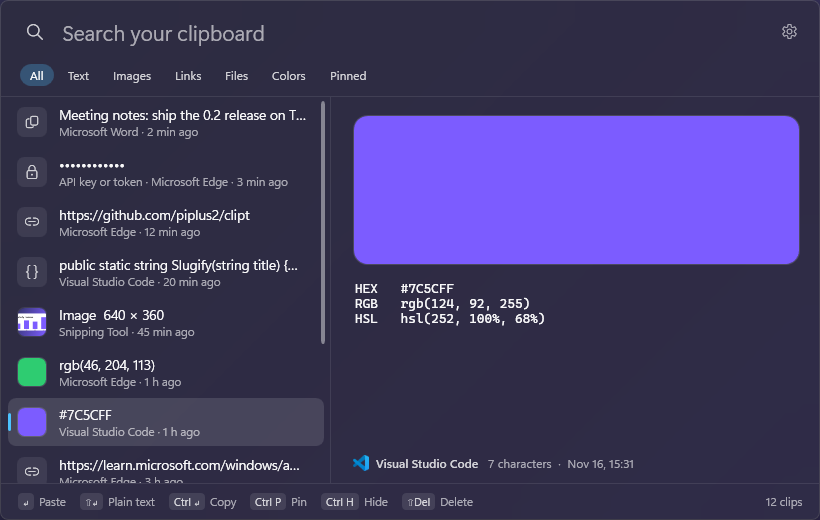 Search your clipboard
All Text Images Links Files Colors Pinned
Meeting notes: ship the 0.2 release on T...
Microsoft Word · 2 min ago
••••••••••••
API key or token · Microsoft Edge · 3 min ago
https://github.com/piplus2/clipt
Microsoft Edge · 12 min ago
public static string Slugify(string title) {...
Visual Studio Code · 20 min ago
Image 640 × 360
Snipping Tool · 45 min ago
rgb(46, 204, 113)
Microsoft Edge · 1 h ago
#7C5CFF
Visual Studio Code · 1 h ago
https://learn.microsoft.com/windows/a...
Microsoft Edge · 3 h ago
HEX #7C5CFF
RGB rgb(124, 92, 255)
HSL hsl(252, 100%, 68%)
Visual Studio Code 7 characters · Nov 16, 15:31
↲ Paste ⇧↲ Plain text Ctrl ↲ Copy Ctrl P Pin Ctrl H Hide ⇧Del Delete 12 clips